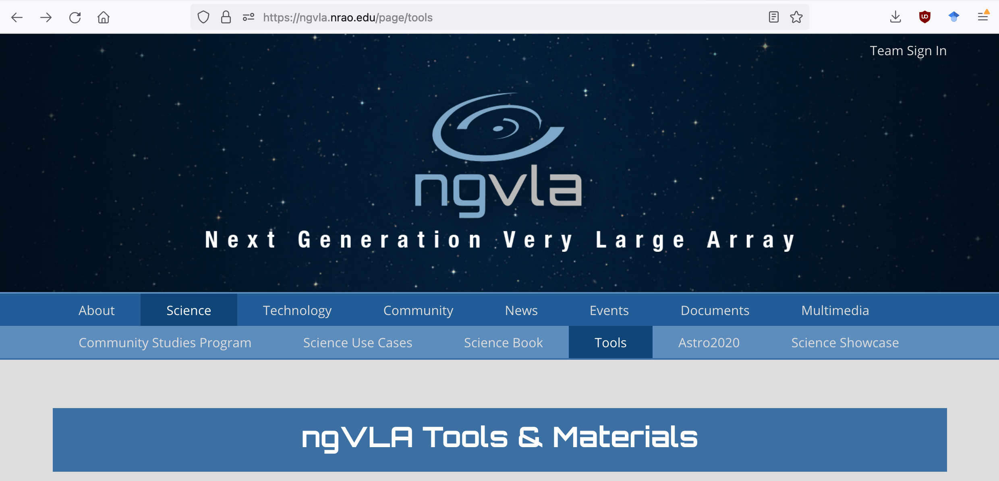 https://ngvla.nrao.edu/page/tools
Team Sign In
ngvla
Next Generation Very Large Array
About Science Technology Community News Events Documents Multimedia
Community Studies Program Science Use Cases Science Book Tools Astro2020 Science Showcase
ngVLA Tools & Materials